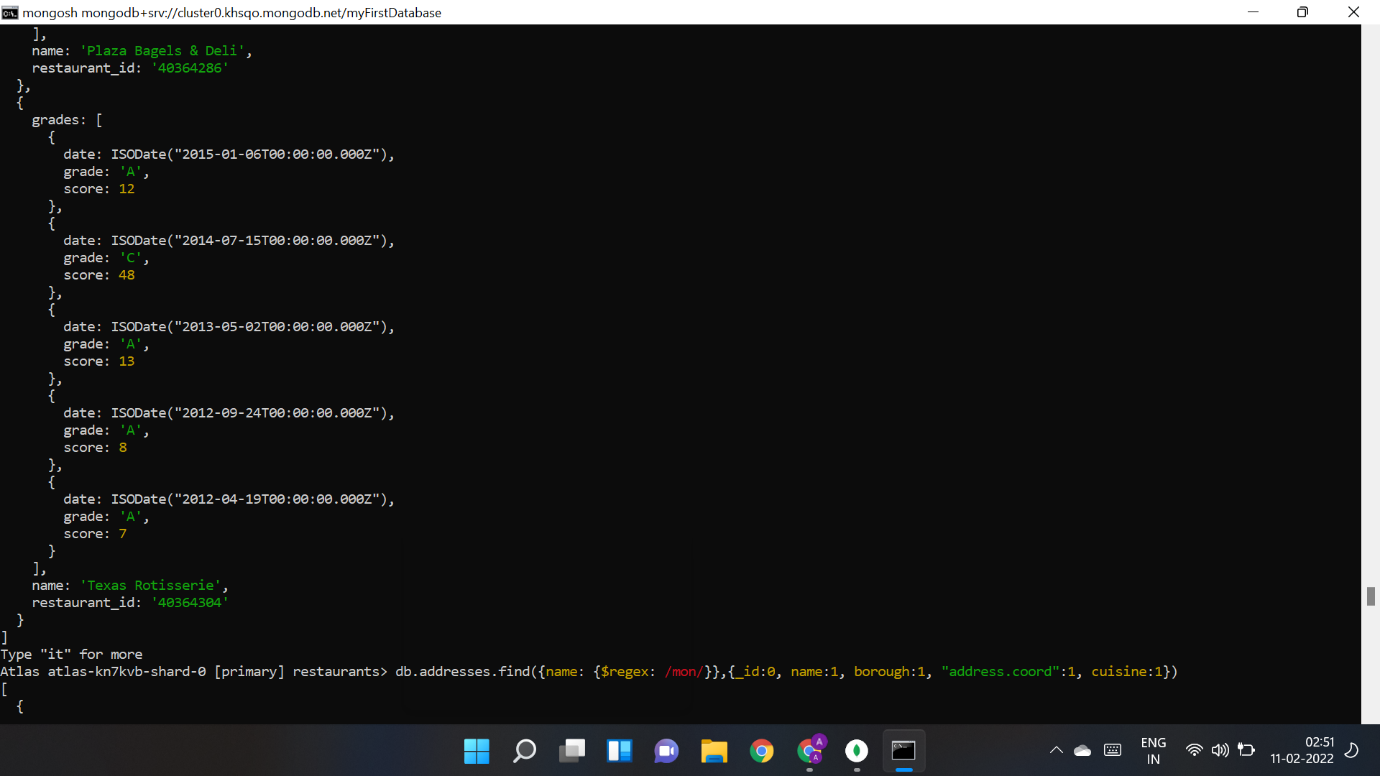 mongosh mongodb+srv://cluster0.khsqo.mongodb.net/myFirstDatabase
],
name: 'Plaza Bagels & Deli',
restaurant_id: '40364286'
},
{
grades: [
{
date: ISODate("2015-01-06T00:00:00.000Z"),
grade: 'A',
score: 12
},
{
date: ISODate("2014-07-15T00:00:00.000Z"),
grade: 'C',
score: 48
},
{
date: ISODate("2013-05-02T00:00:00.000Z"),
grade: 'A',
score: 13
},
{
date: ISODate("2012-09-24T00:00:00.000Z"),
grade: 'A',
score: 8
},
{
date: ISODate("2012-04-19T00:00:00.000Z"),
grade: 'A',
score: 7
}
],
name: 'Texas Rotisserie',
restaurant_id: '40364304'
}
]
Type "it" for more
Atlas atlas-kn7kvb-shard-0 [primary] restaurants> db.addresses.find({name: {$regex: /mon/}},{_id:0, name:1, borough:1, "address.coord":1, cuisine:1})
[
{
A
A
ENG
IN
02:51
11-02-2022